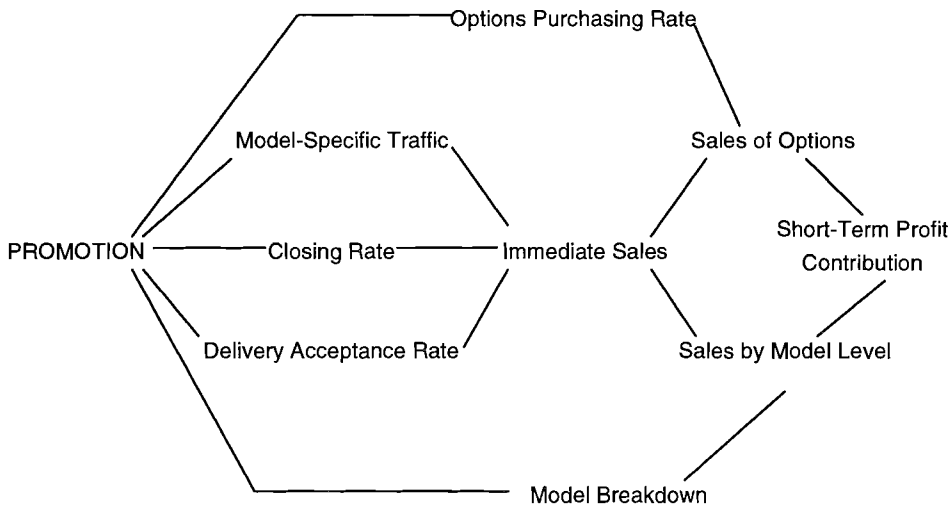 Options Purchasing Rate
Model-Specific Traffic
Sales of Options
PROMOTION
Closing Rate
Immediate Sales
Short-Term Profit
Contribution
Delivery Acceptance Rate
Sales by Model Level
Model Breakdown